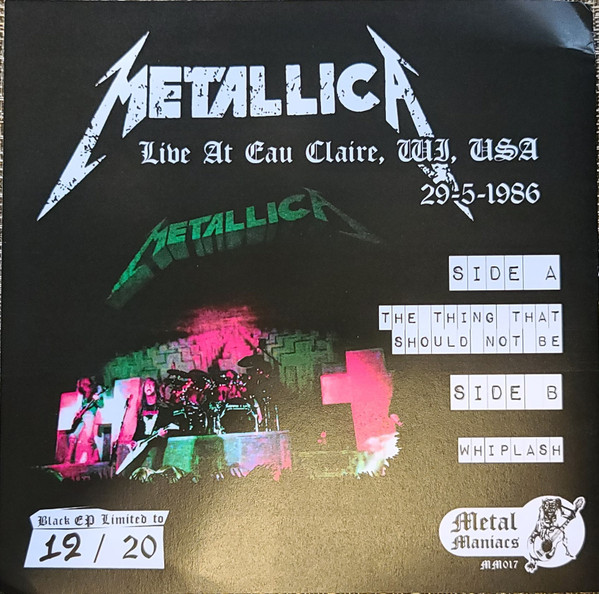 METALLICA
Live At Eau Claire, WI, USA
29-5-1986
METALLICA
SIDE A
THE THING THAT
SHOULD NOT BE
SIDE B
WHIPLASH
Black EP Limited to
12 / 20
Metal
Maniacs
MM017